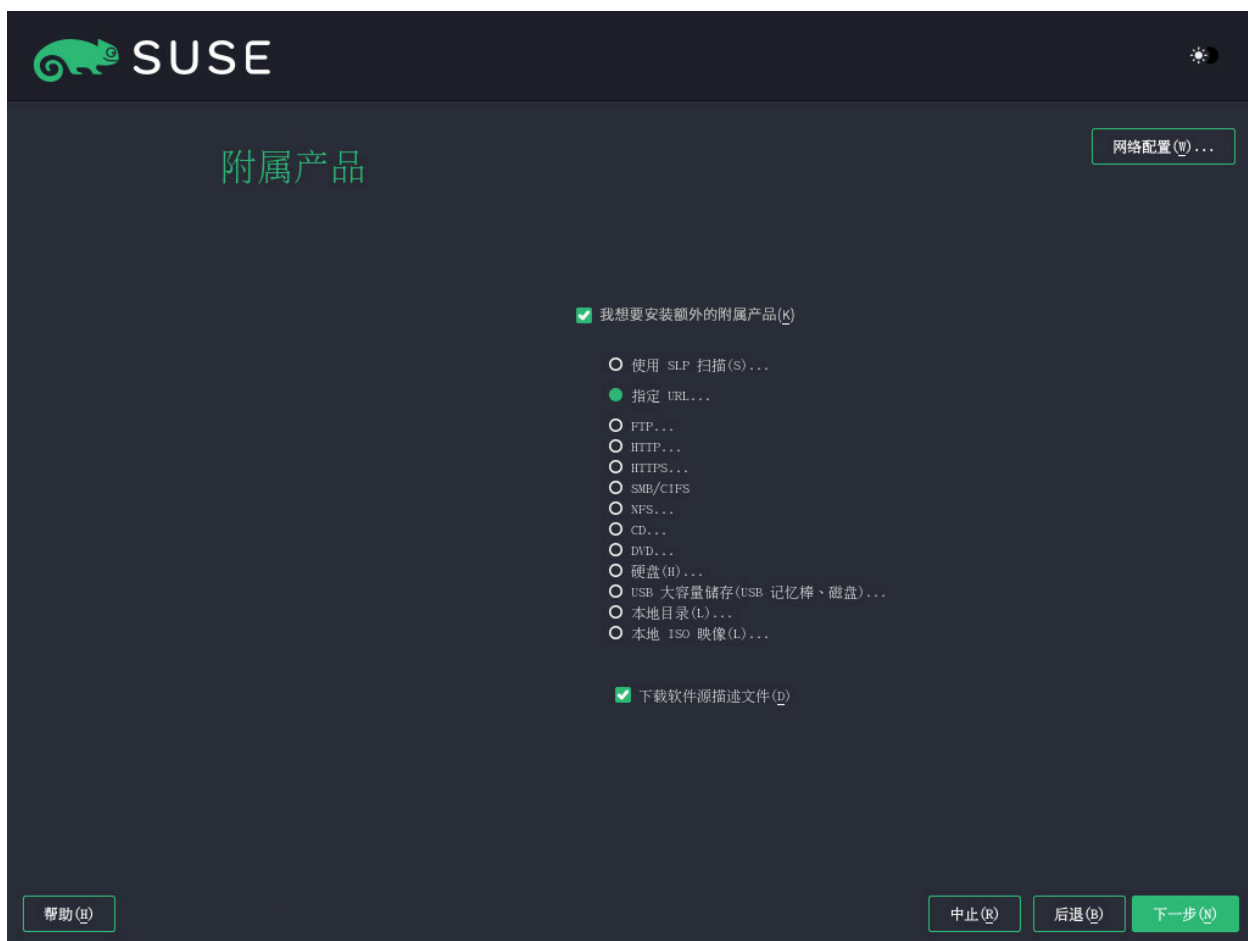 SUSE
附属产品
网络配置(W)...
我想要安装额外的附属产品(K)
使用 SLP 扫描(S)...
指定 URL...
FTP...
HTTP...
HTTPS...
SMB/CIFS
NFS...
CD...
DVD...
硬盘(H)...
USB 大容量储存(USB 记忆棒、磁盘)...
本地目录(L)...
本地 ISO 映像(L)...
下载软件源描述文件(D)
帮助(H)
中止(R)
后退(B)
下一步(N)